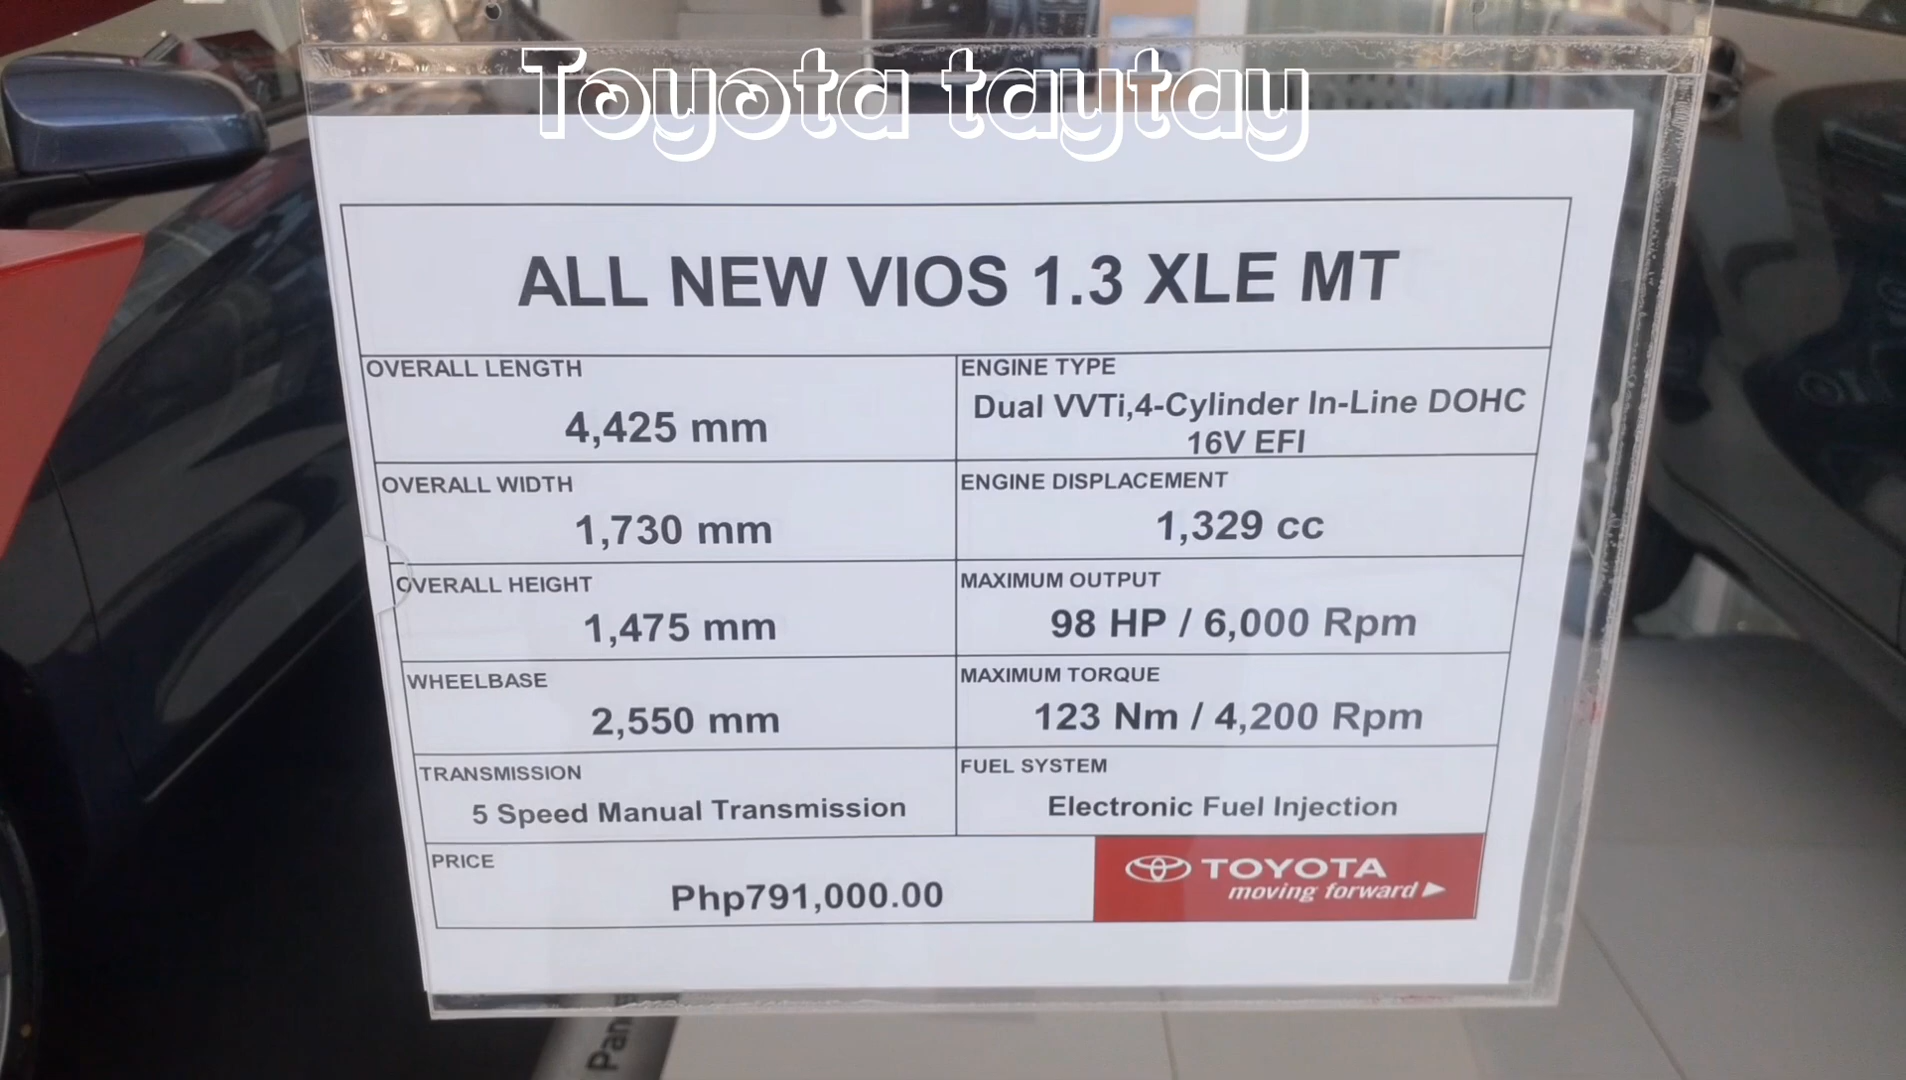 Toyota taytay
ALL NEW VIOS 1.3 XLE MT
OVERALL LENGTH
4,425 mm
ENGINE TYPE
Dual VVTi,4-Cylinder In-Line DOHC
16V EFI
OVERALL WIDTH
1,730 mm
ENGINE DISPLACEMENT
1,329 cc
OVERALL HEIGHT
1,475 mm
MAXIMUM OUTPUT
98 HP / 6,000 Rpm
WHEELBASE
2,550 mm
MAXIMUM TORQUE
123 Nm / 4,200 Rpm
TRANSMISSION
5 Speed Manual Transmission
FUEL SYSTEM
Electronic Fuel Injection
PRICE
Php791,000.00
TOYOTA
moving forward